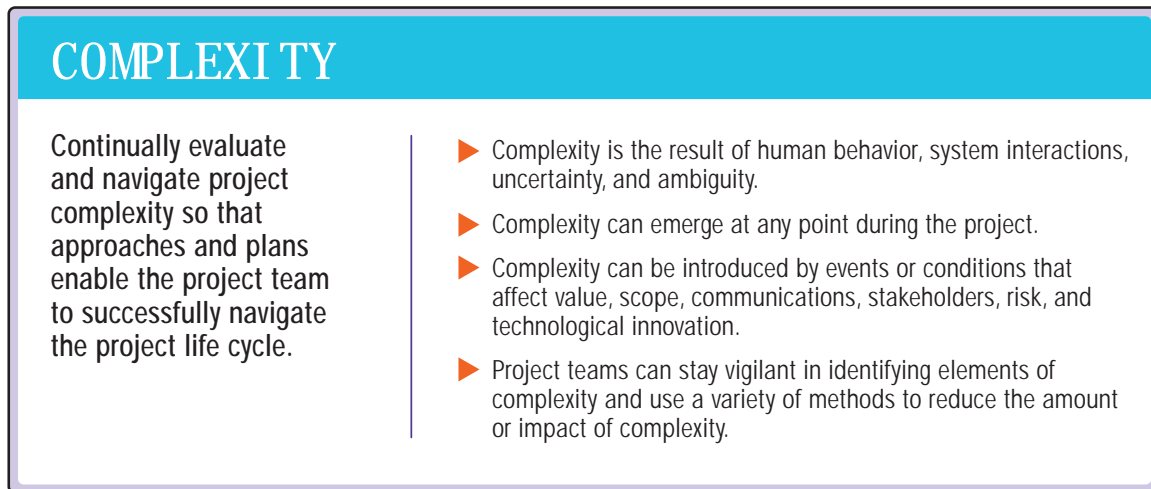 COMPLEXITY
Continually evaluate
and navigate project
complexity so that
approaches and plans
enable the project team
to successfully navigate
the project life cycle.
Complexity is the result of human behavior, system interactions,
uncertainty, and ambiguity.
Complexity can emerge at any point during the project.
Complexity can be introduced by events or conditions that
affect value, scope, communications, stakeholders, risk, and
technological innovation.
Project teams can stay vigilant in identifying elements of
complexity and use a variety of methods to reduce the amount
or impact of complexity.